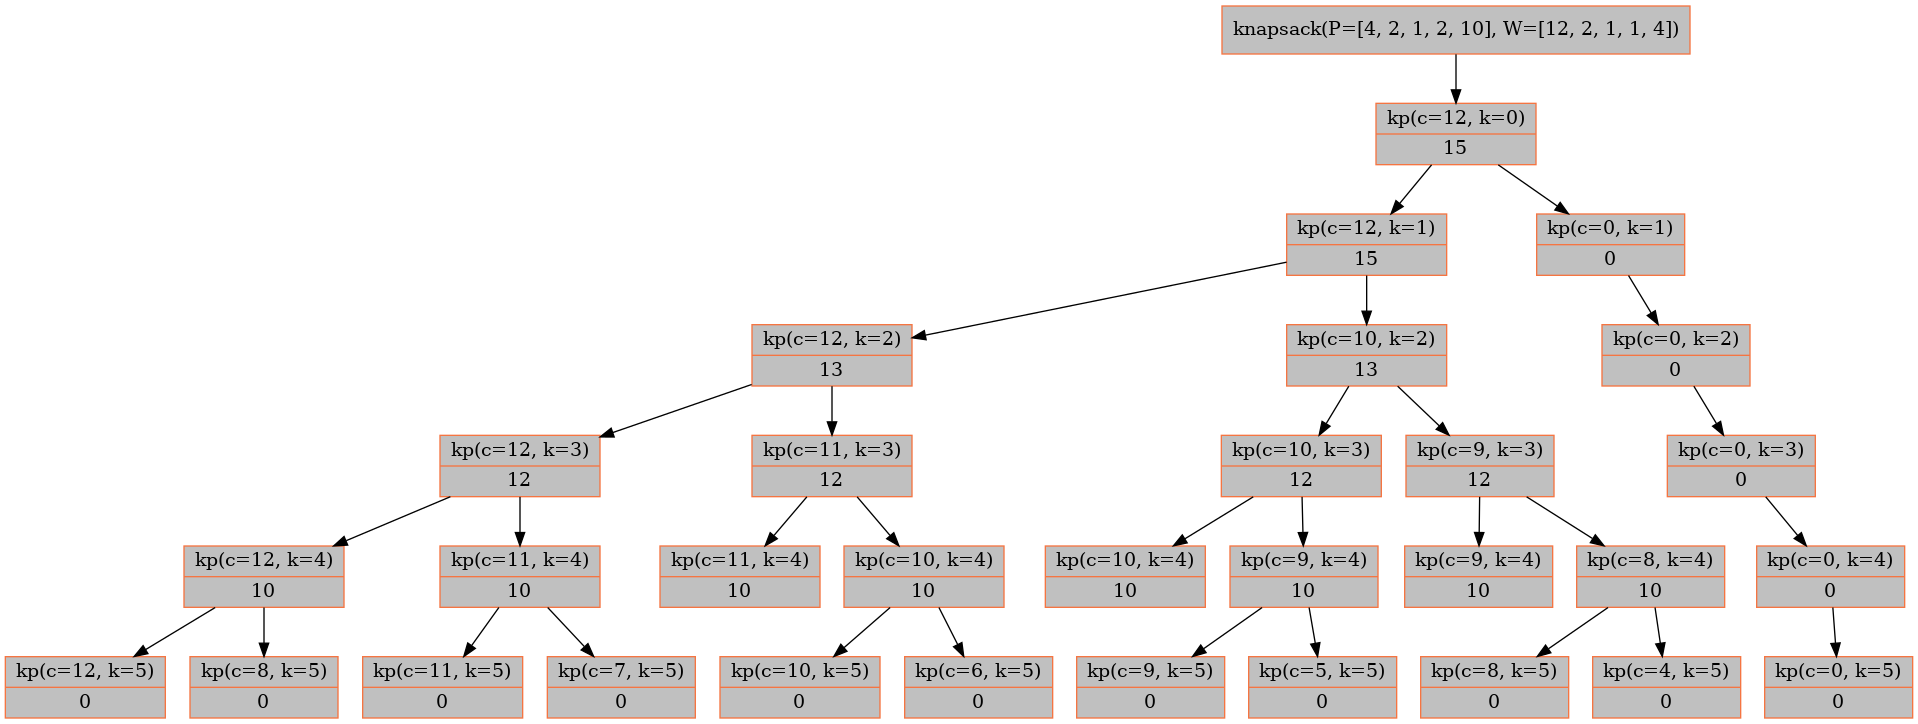 knapsack(P=[4, 2, 1, 2, 10], W=[12, 2, 1, 1, 4])
kp(c=12, k=0)
15
kp(c=12, k=1)
15
kp(c=0, k=1)
0
kp(c=12, k=2)
13
kp(c=10, k=2)
13
kp(c=0, k=2)
0
kp(c=12, k=3)
12
kp(c=11, k=3)
12
kp(c=10, k=3)
12
kp(c=9, k=3)
12
kp(c=0, k=3)
0
kp(c=12, k=4)
10
kp(c=11, k=4)
10
kp(c=11, k=4)
10
kp(c=10, k=4)
10
kp(c=10, k=4)
10
kp(c=9, k=4)
10
kp(c=9, k=4)
10
kp(c=8, k=4)
10
kp(c=0, k=4)
0
kp(c=12, k=5)
0
kp(c=8, k=5)
0
kp(c=11, k=5)
0
kp(c=7, k=5)
0
kp(c=10, k=5)
0
kp(c=6, k=5)
0
kp(c=9, k=5)
0
kp(c=5, k=5)
0
kp(c=8, k=5)
0
kp(c=4, k=5)
0
kp(c=0, k=5)
0